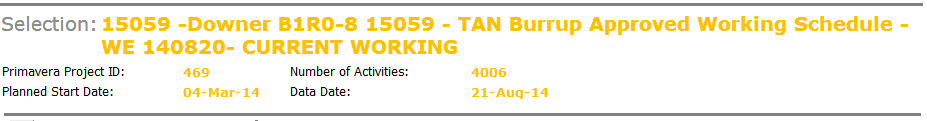 Selection: 15059 -Downer B1R0-8 15059 - TAN Burrup Approved Working Schedule -
WE 140820- CURRENT WORKING
Primavera Project ID: 469 Number of Activities: 4006
Planned Start Date: 04-Mar-14 Data Date: 21-Aug-14